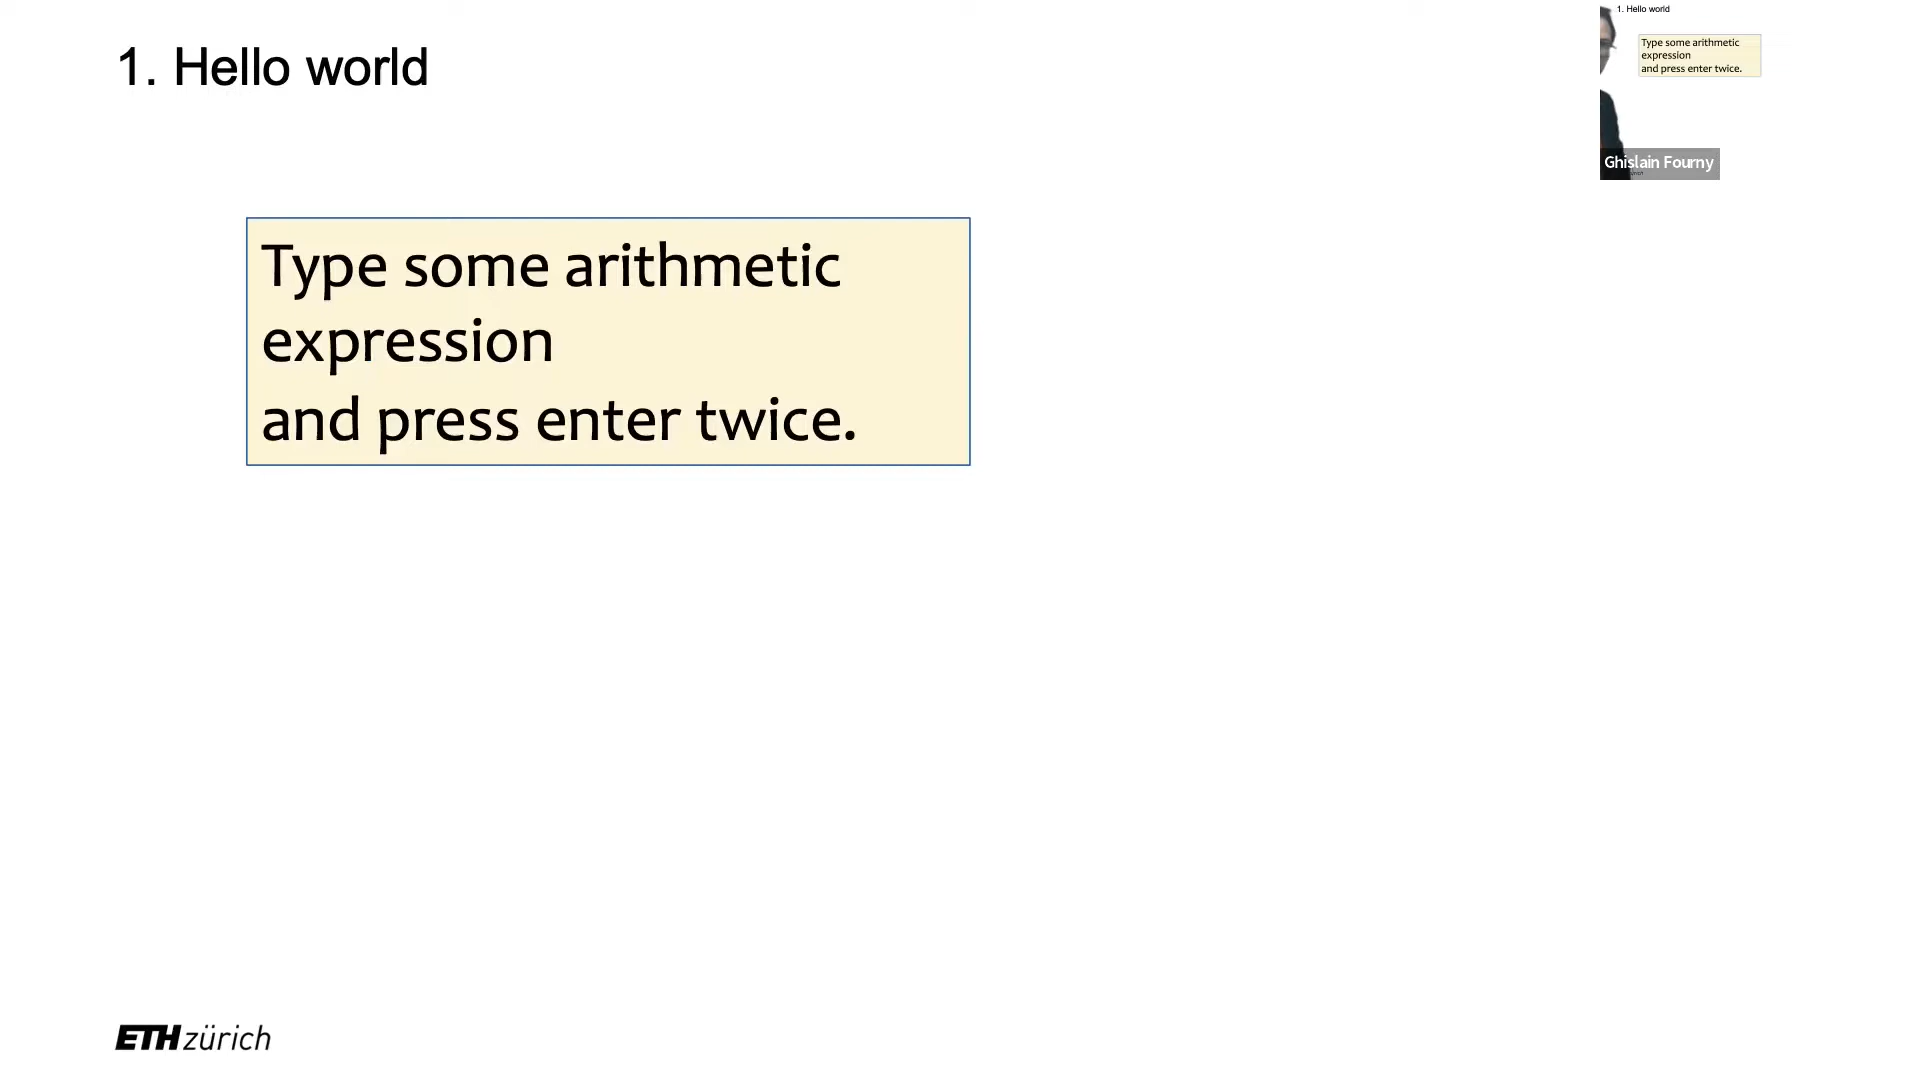 1. Hello world
Type some arithmetic
expression
and press enter twice.
1. Hello world
Type some arithmetic
expression
and press enter twice.
Ghislain Fourny
ETH zürich